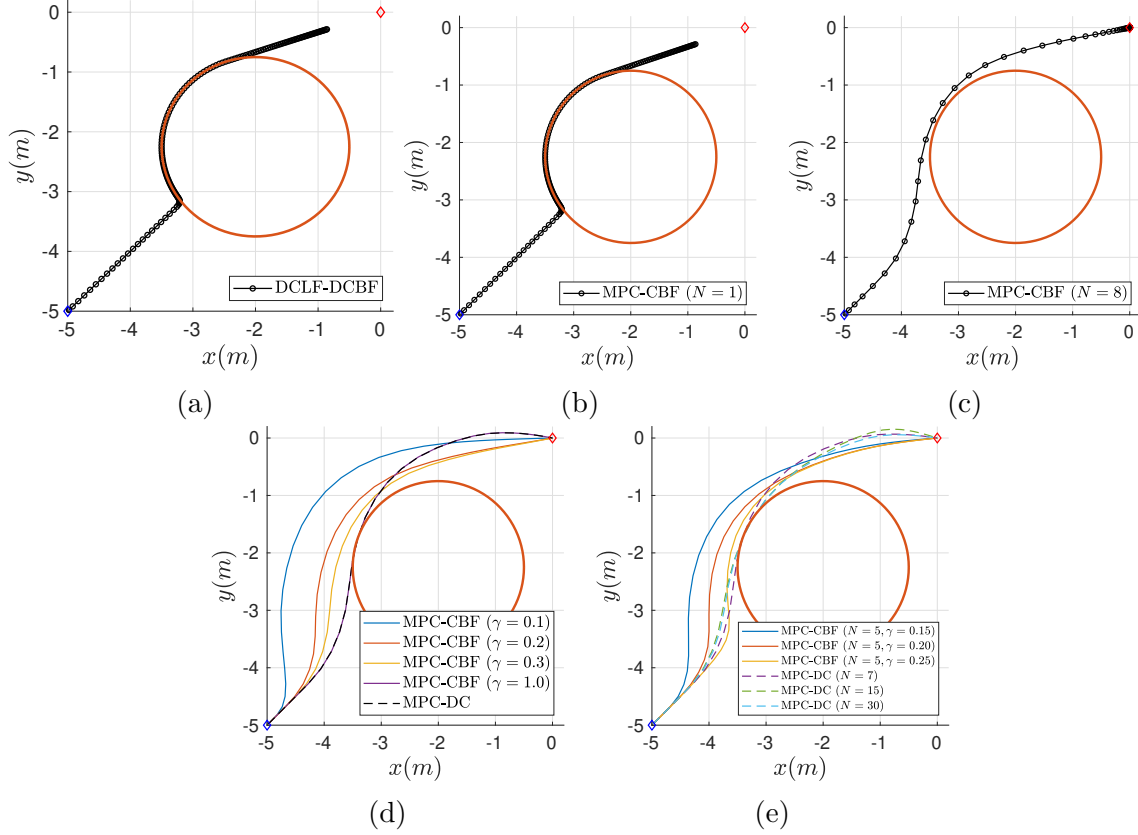 0
-1
-2
-3
-4
-5
y(m)
-5 -4 -3 -2 -1 0
x(m)
DCLF-DCBF
(a)
0
-1
-2
-3
-4
-5
y(m)
-5 -4 -3 -2 -1 0
x(m)
MPC-CBF (N = 1)
(b)
0
-1
-2
-3
-4
-5
y(m)
-5 -4 -3 -2 -1 0
x(m)
MPC-CBF (N = 8)
(c)
0
-1
-2
-3
-4
-5
y(m)
-5 -4 -3 -2 -1 0
x(m)
MPC-CBF (γ = 0.1)
MPC-CBF (γ = 0.2)
MPC-CBF (γ = 0.3)
MPC-CBF (γ = 1.0)
MPC-DC
(d)
0
-1
-2
-3
-4
-5
y(m)
-5 -4 -3 -2 -1 0
x(m)
MPC-CBF (N = 5, γ = 0.15)
MPC-CBF (N = 5, γ = 0.20)
MPC-CBF (N = 5, γ = 0.25)
MPC-DC (N = 7)
MPC-DC (N = 15)
MPC-DC (N = 30)
(e)